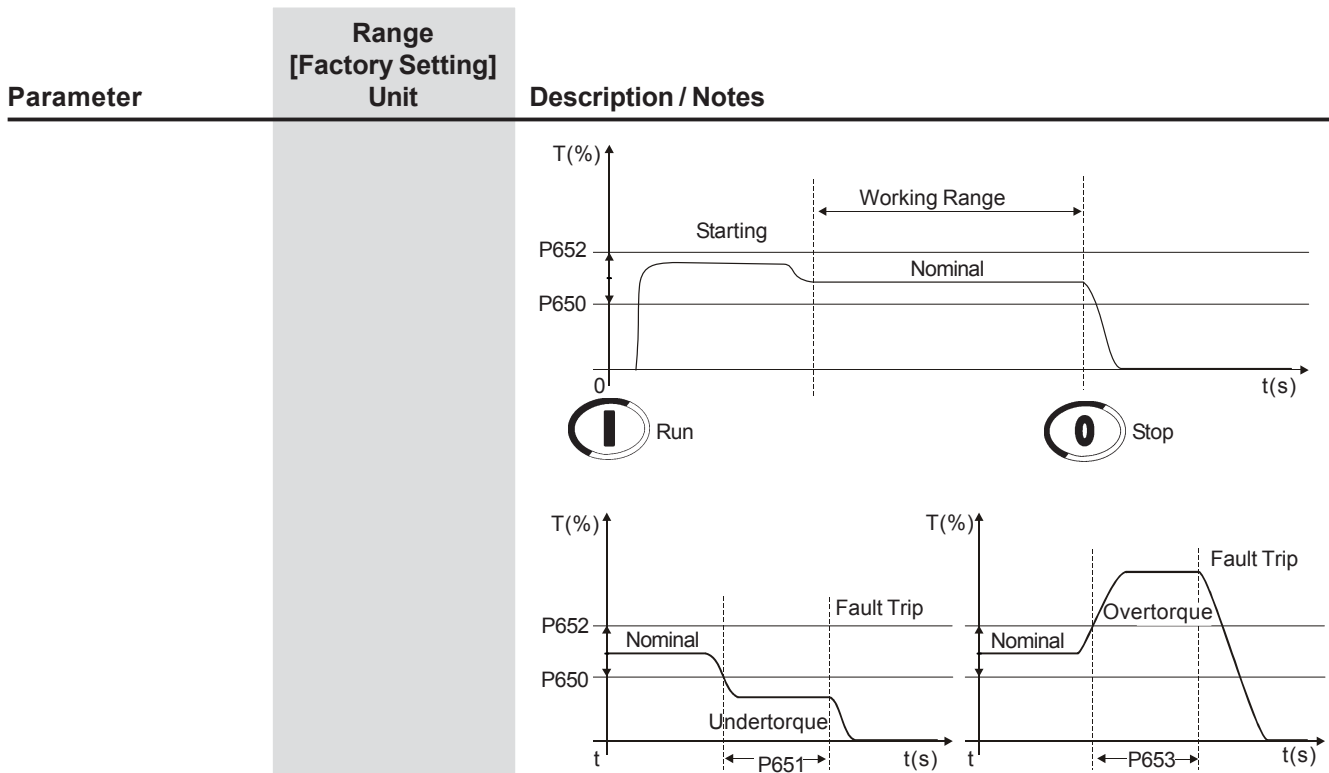 Parameter
Range
[Factory Setting]
Unit
Description / Notes
T(%)
Working Range
Starting
P652
Nominal
P650
0
t(s)
Run
0
Stop
T(%)
Fault Trip
P652
Nominal
P650
Undertorque
t
P651
t(s)
T(%)
Fault Trip
Overtorque
Nominal
t
P653
t(s)